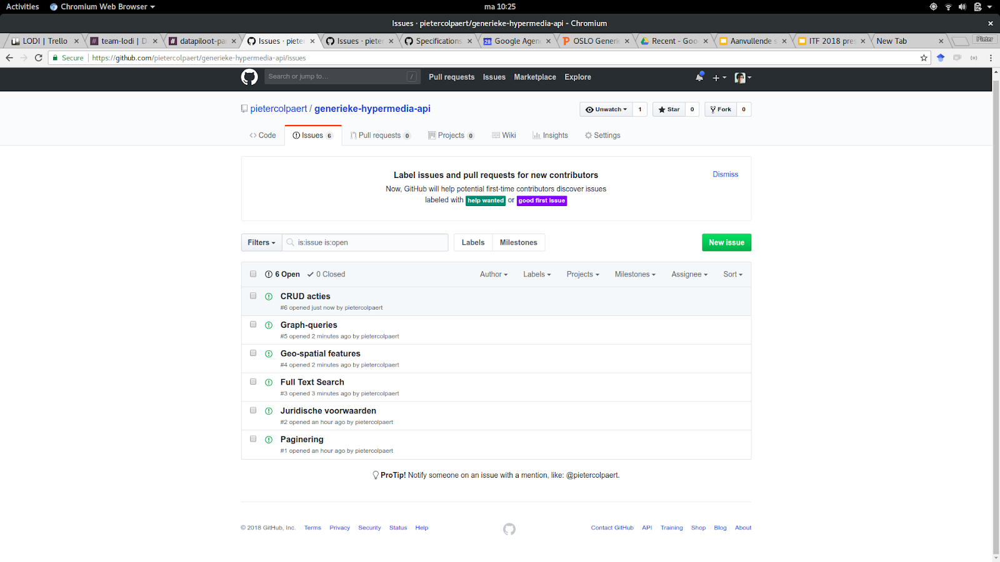 Activities Chromium Web Browser ma 10:25
Issues · pietercolpaert/generieke-hypermedia-api - Chromium
LODI | Trello team-lodi | D datapiloot-pa Issues · pieter Issues · pieter Specifications Google Agen OSLO Generi Recent - Goo Aanvullende s ITF 2018 pres New Tab Pieter
Secure https://github.com/pietercolpaert/generieke-hypermedia-api/issues
Search or jump to… / Pull requests Issues Marketplace Explore
pietercolpaert / generieke-hypermedia-api Unwatch 1 Star 0 Fork 0
Code Issues 6 Pull requests 0 Projects 0 Wiki Insights Settings
Label issues and pull requests for new contributors Dismiss
Now, GitHub will help potential first-time contributors discover issues
labeled with help wanted or good first issue
Filters is:issue is:open Labels Milestones New issue
6 Open 0 Closed Author Labels Projects Milestones Assignee Sort
CRUD acties
#6 opened just now by pietercolpaert
Graph-queries
#5 opened 2 minutes ago by pietercolpaert
Geo-spatial features
#4 opened 2 minutes ago by pietercolpaert
Full Text Search
#3 opened 3 minutes ago by pietercolpaert
Juridische voorwaarden
#2 opened an hour ago by pietercolpaert
Paginering
#1 opened an hour ago by pietercolpaert
ProTip! Notify someone on an issue with a mention, like: @pietercolpaert.
© 2018 GitHub, Inc. Terms Privacy Security Status Help Contact GitHub API Training Shop Blog About